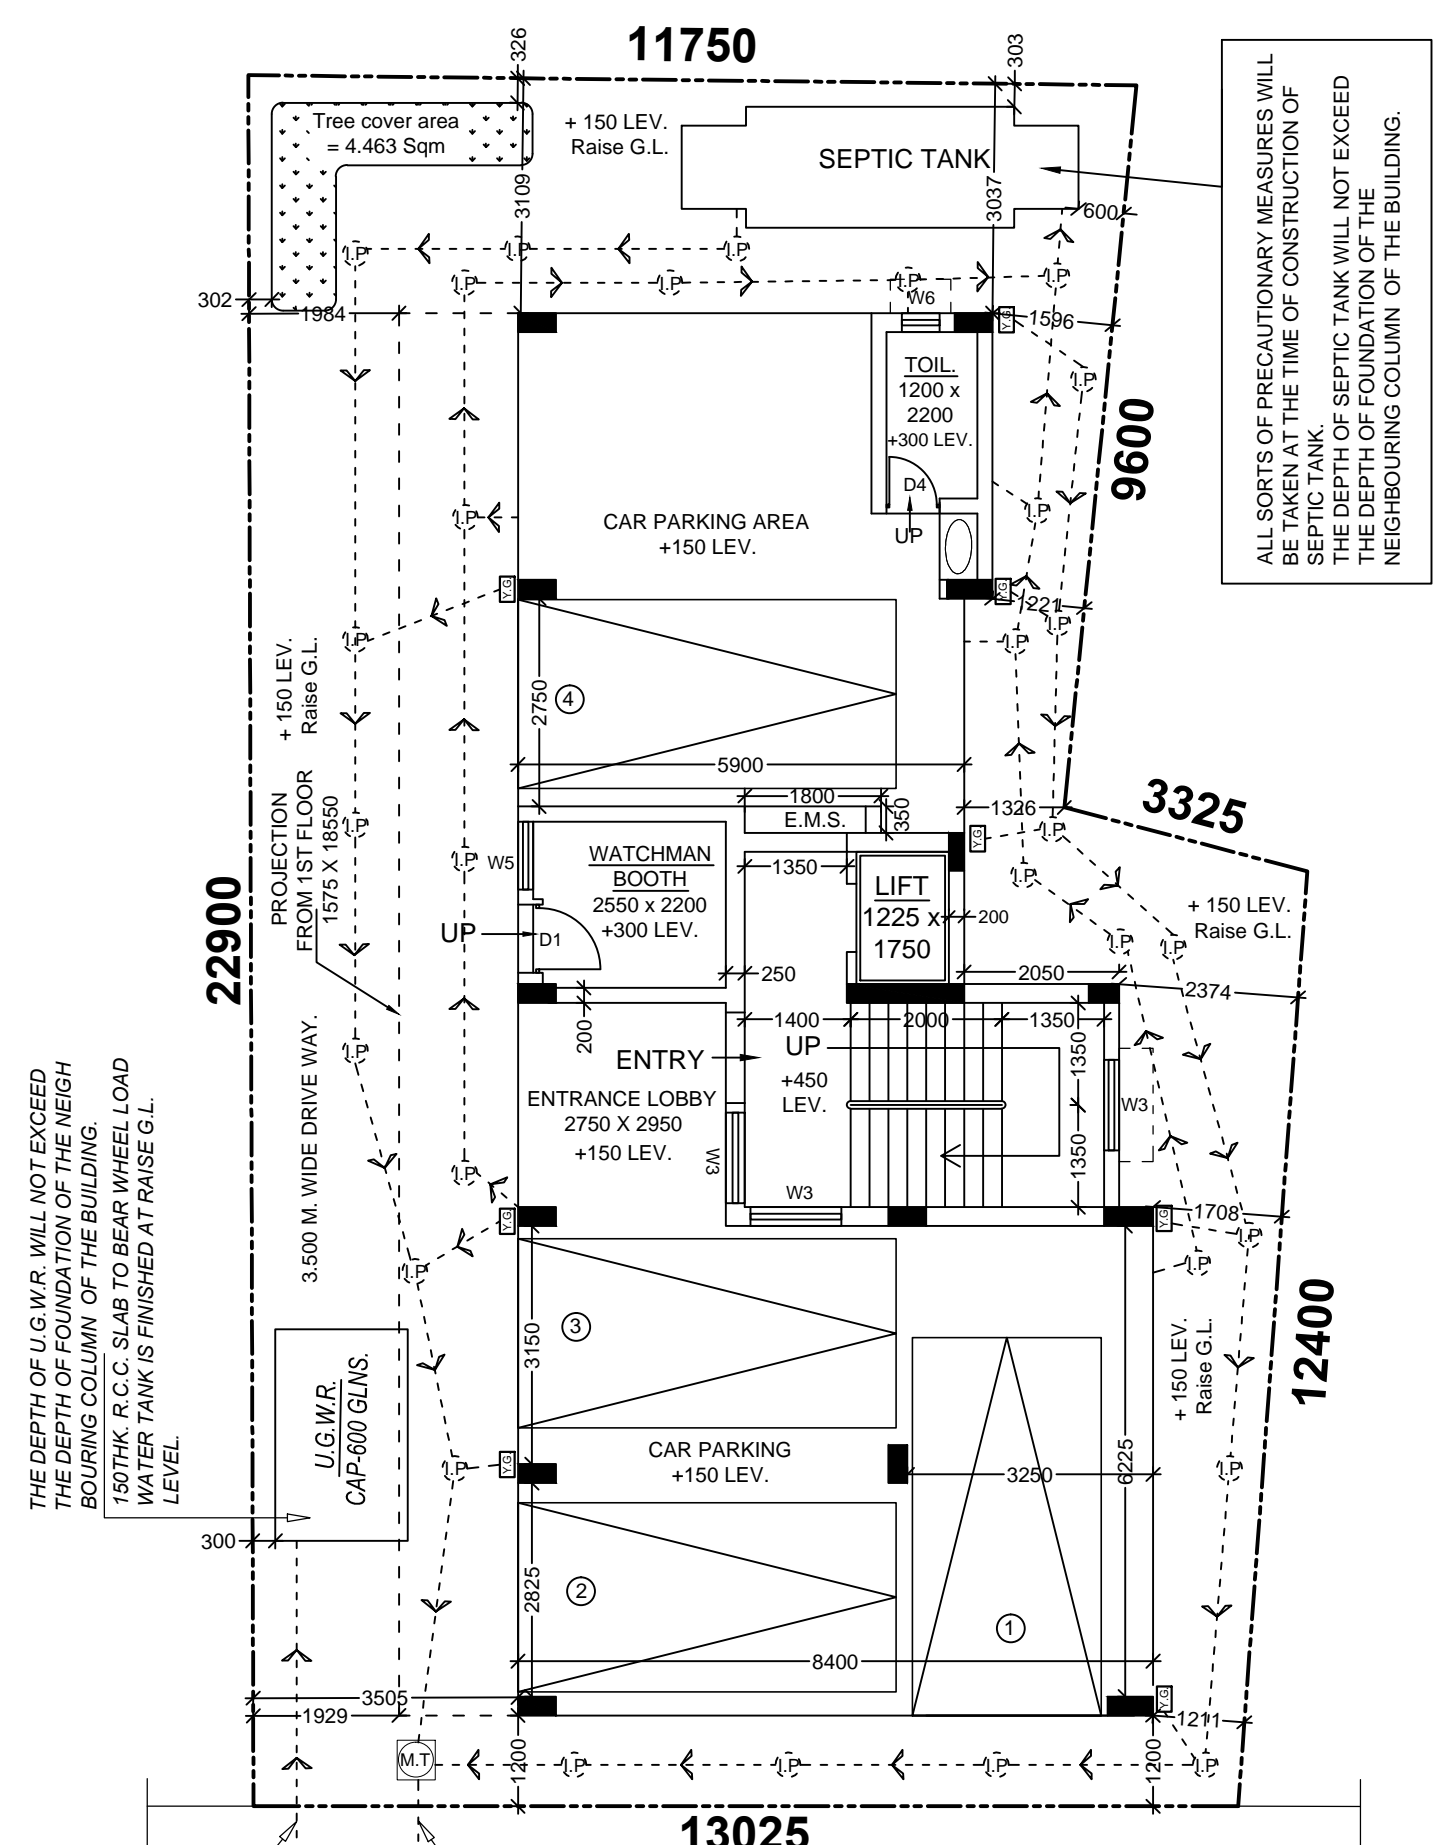 11750
326
303
Tree cover area
= 4.463 Sqm
+ 150 LEV.
Raise G.L.
SEPTIC TANK
3109
3037
600
ALL SORTS OF PRECAUTIONARY MEASURES WILL
BE TAKEN AT THE TIME OF CONSTRUCTION OF
SEPTIC TANK.
THE DEPTH OF SEPTIC TANK WILL NOT EXCEED
THE DEPTH OF FOUNDATION OF THE
NEIGHBOURING COLUMN  OF THE BUILDING.
I.P
I.P
I.P
I.P
I.P
I.P
I.P
W6
302
1984
Y.G.
1596
TOIL.
1200 x
2200
+300 LEV.
I.P
9600
D4
UP
I.P
I.P
CAR PARKING AREA
+150 LEV.
Y.G.
Y.G.
1221
I.P
I.P
I.P
+ 150 LEV.
Raise G.L.
2750
4
5900
1800
E.M.S.
350
1326
3325
PROJECTION
FROM 1ST FLOOR
1575 X 18550
I.P
I.P
W5
WATCHMAN
BOOTH
2550 x 2200
+300 LEV.
1350
LIFT
1225 x
1750
200
Y.G.
I.P
I.P
+ 150 LEV.
Raise G.L.
22900
UP
D1
250
2050
I.P
I.P
2374
200
1400
2000
1350
ENTRY
UP
+450
LEV.
1350
1350
W3
I.P
ENTRANCE LOBBY
2750 X 2950
+150 LEV.
W3
W3
3.500 M. WIDE DRIVE WAY.
I.P
Y.G.
Y.G.
1708
I.P
I.P
I.P
THE DEPTH OF U.G.W.R. WILL NOT EXCEED
THE DEPTH OF FOUNDATION OF THE NEIGH
BOURING COLUMN  OF THE BUILDING.
150THK. R.C.C. SLAB TO BEAR WHEEL LOAD
WATER TANK IS FINISHED AT RAISE G.L.
LEVEL.
U.G.W.R.
CAP-600 GLNS.
3150
3
+ 150 LEV.
Raise G.L.
12400
CAR PARKING
+150 LEV.
Y.G.
I.P
3250
6225
I.P
300
2825
2
1
8400
3505
1929
Y.G.
1211
M.T
1200
I.P
I.P
I.P
1200
I.P
13025